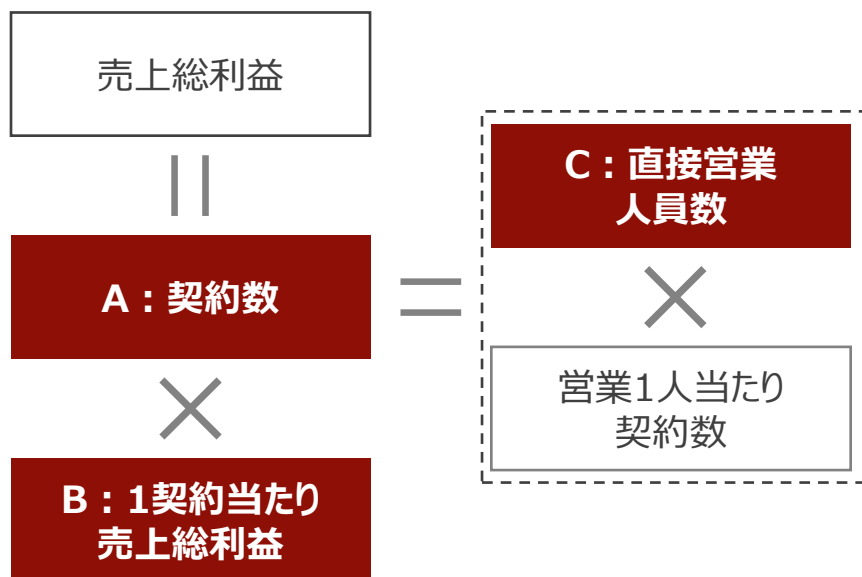 売上総利益
A：契約数
B：1契約当たり
売上総利益
C：直接営業
人員数
営業1人当たり
契約数